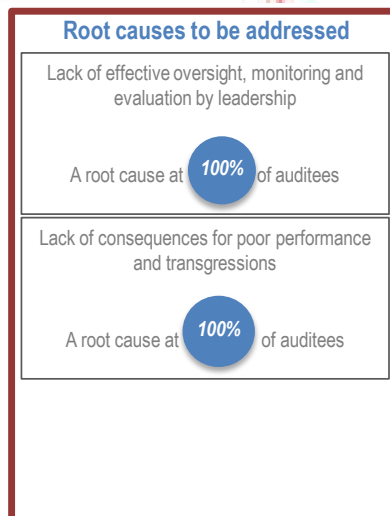 Root causes to be addressed
Lack of effective oversight, monitoring and
evaluation by leadership
A root cause at 100% of auditees
Lack of consequences for poor performance
and transgressions
A root cause at 100% of auditees